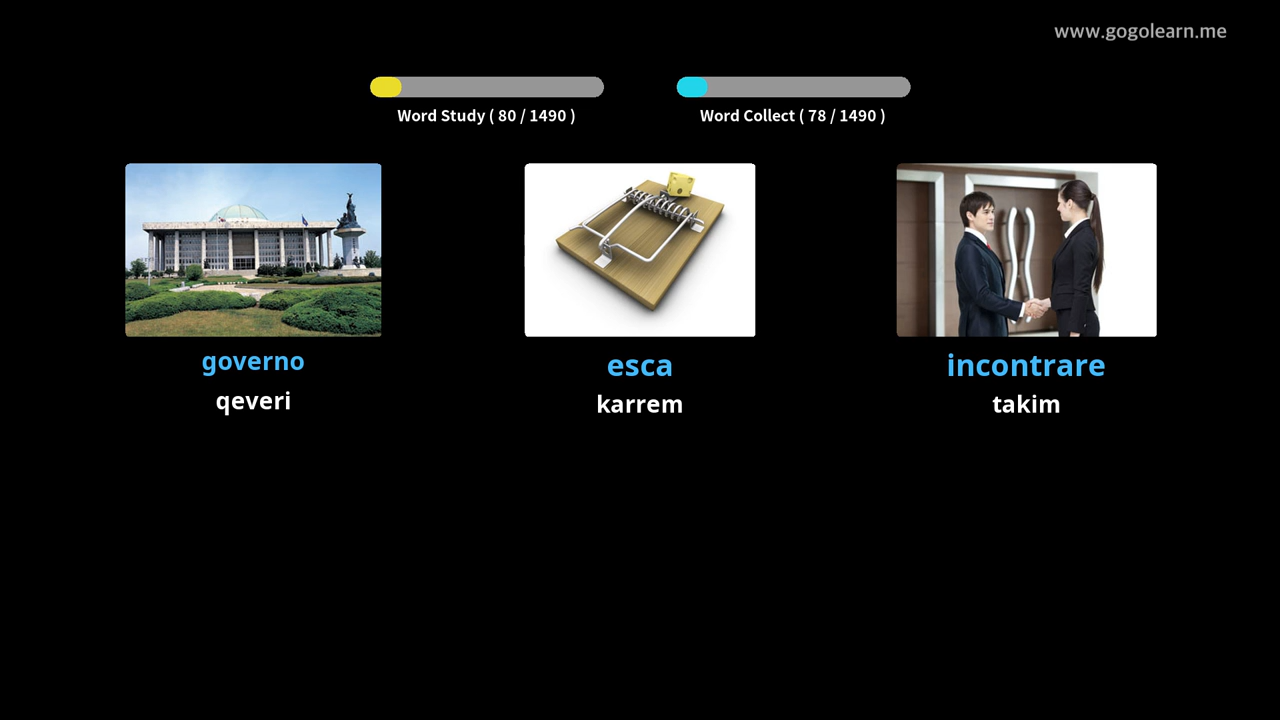 www.gogolearn.me
Word Study ( 80 / 1490 )
Word Collect ( 78 / 1490 )
governo
qeveri
esca
karrem
incontrare
takim